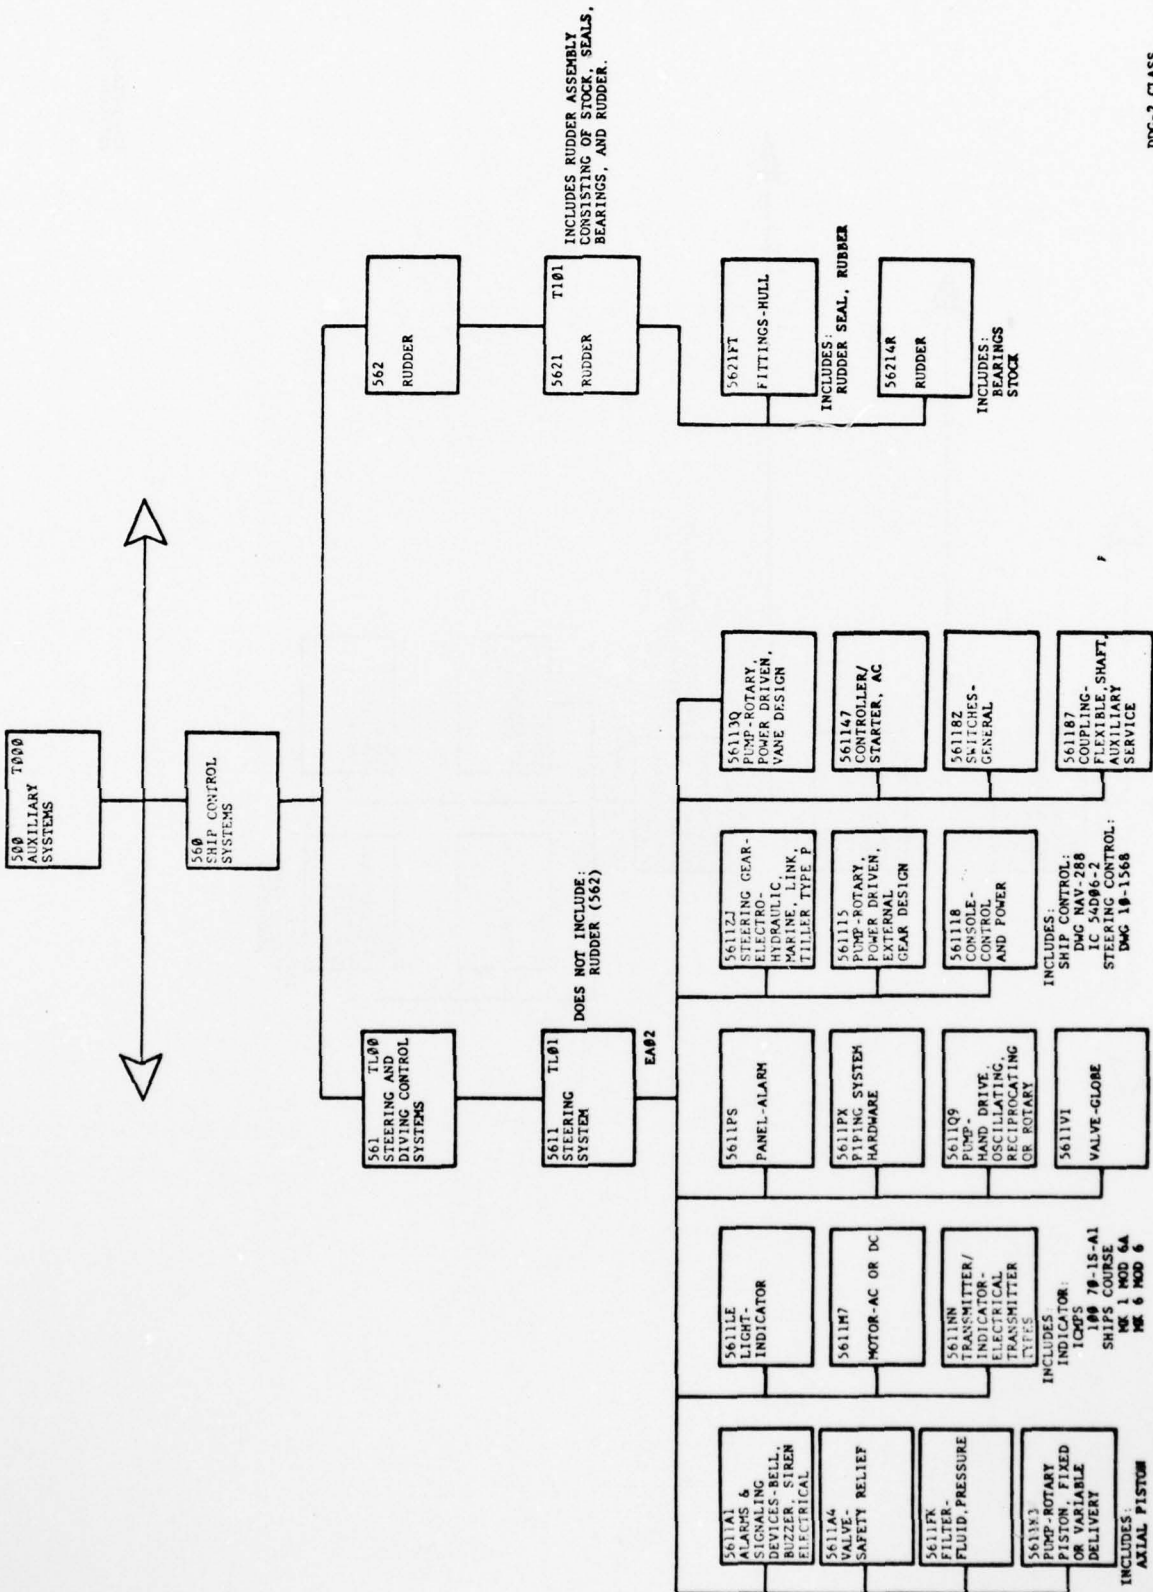 500 T000
AUXILIARY
SYSTEMS
560
SHIP CONTROL
SYSTEMS
561 TL00
STEERING AND
DIVING CONTROL
SYSTEMS
562
RUDDER
5611 TL01
STEERING
SYSTEM
DOES NOT INCLUDE:
RUDDER (562)
EA02
5621 T101
RUDDER
INCLUDES RUDDER ASSEMBLY
CONSISTING OF STOCK, SEALS,
BEARINGS, AND RUDDER.
5611A1
ALARMS &
SIGNALING
DEVICES-BELL,
BUZZER, SIREN
ELECTRICAL
5611A4
VALVE-
SAFETY RELIEF
5611FK
FILTER-
FLUID, PRESSURE
PUMP-ROTARY
PISTON, FIXED
OR VARIABLE
DELIVERY
INCLUDES:
AXIAL PISTON
5611LE
LIGHT-
INDICATOR
5611M7
MOTOR-AC OR DC
5611NN
TRANSMITTER/
INDICATOR-
ELECTRICAL
TRANSMITTER
TYPES
INCLUDES:
INDICATOR:
ICMPS
100 70-1S-A1
SHIPS COURSE
MK 1 MOD 6A
MK 6 MOD 6
5611PS
PANEL-ALARM
5611PX
PIPING SYSTEM
HARDWARE
5611Q9
PUMP-
HAND DRIVE,
OSCILLATING,
RECIPROCATING
OR ROTARY
5611VI
VALVE-GLOBE
5611ZJ
STEERING GEAR-
ELECTRO-
HYDRAULIC,
MARINE, LINK,
TILLER TYPE P
561115
PUMP-ROTARY,
POWER DRIVEN,
EXTERNAL
GEAR DESIGN
561118
CONSOLE-
CONTROL
AND POWER
INCLUDES:
SHIP CONTROL:
DWG NAV-288
IC 54D06-2
STEERING CONTROL:
DWG 10-1568
56113Q
PUMP-ROTARY,
POWER DRIVEN,
VANE DESIGN
561147
CONTROLLER/
STARTER, AC
56118Z
SWITCHES-
GENERAL
561187
COUPLING-
FLEXIBLE, SHAFT,
AUXILIARY
SERVICE
5621FT
FITTINGS-HULL
INCLUDES:
RUDDER SEAL, RUBBER
56214R
RUDDER
INCLUDES:
BEARINGS
STOCK
CLASS